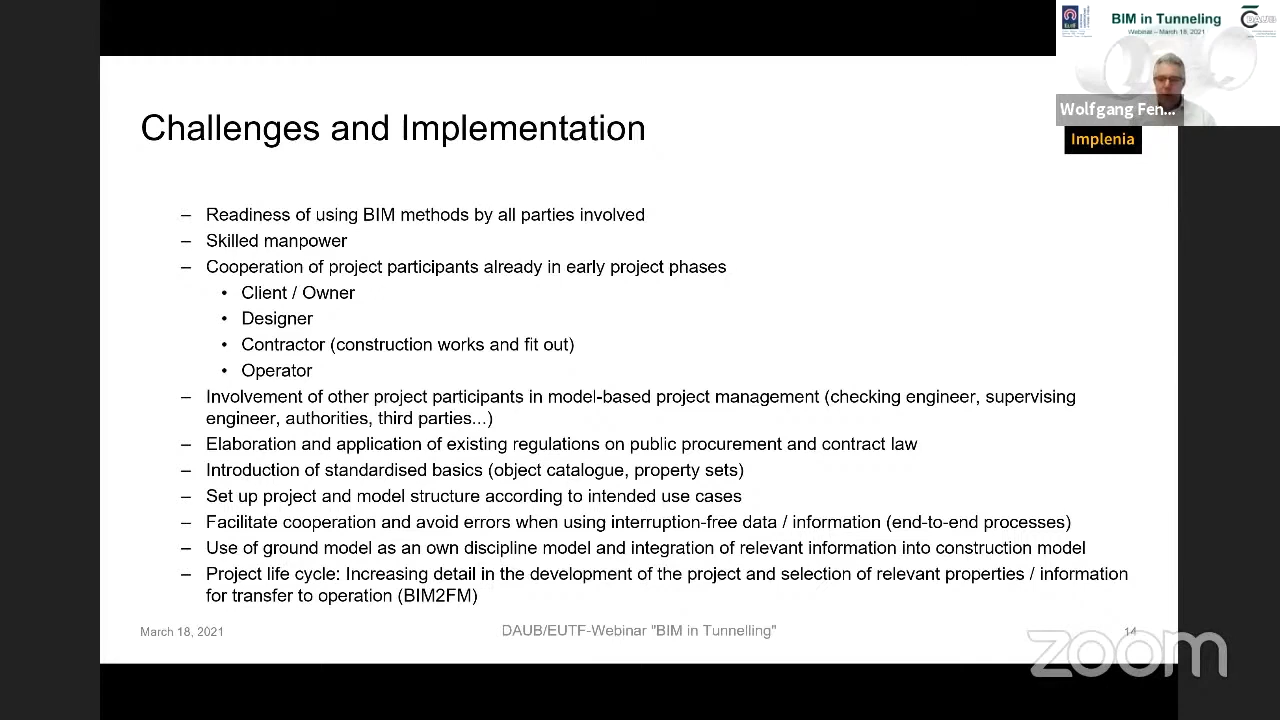 BIM in Tunneling
Webinar – March 18, 2021
DAUB
Wolfgang Fen...
Implenia
Challenges and Implementation
– Readiness of using BIM methods by all parties involved
– Skilled manpower
– Cooperation of project participants already in early project phases
• Client / Owner
• Designer
• Contractor (construction works and fit out)
• Operator
– Involvement of other project participants in model-based project management (checking engineer, supervising
engineer, authorities, third parties...)
– Elaboration and application of existing regulations on public procurement and contract law
– Introduction of standardised basics (object catalogue, property sets)
– Set up project and model structure according to intended use cases
– Facilitate cooperation and avoid errors when using interruption-free data / information (end-to-end processes)
– Use of ground model as an own discipline model and integration of relevant information into construction model
– Project life cycle: Increasing detail in the development of the project and selection of relevant properties / information
for transfer to operation (BIM2FM)
March 18, 2021
DAUB/EUTF-Webinar "BIM in Tunnelling"
14
zoom